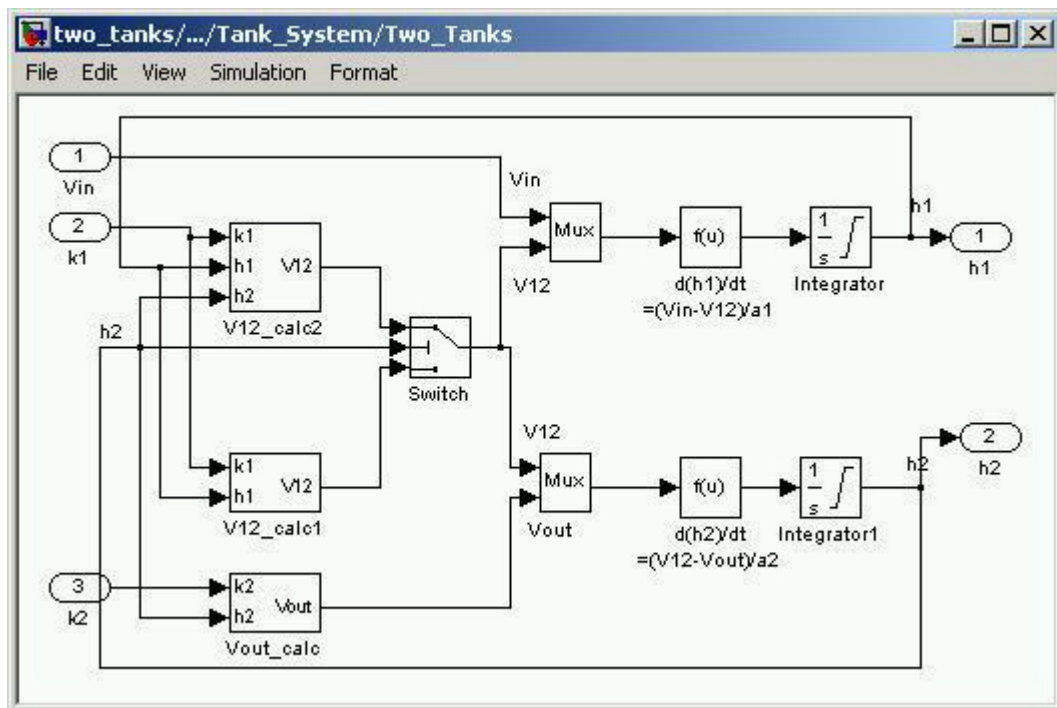 two_tanks/.../Tank_System/Two_Tanks
File Edit View Simulation Format
1
Vin
2
k1
k1
h1
h2
V12
V12_calc2
h2
Switch
k1
h1
V12
V12_calc1
3
k2
k2
h2
Vout
Vout_calc
Vin
V12
Mux
f(u)
d(h1)/dt
=(Vin-V12)/a1
1
s
Integrator
h1
1
h1
V12
Mux
Vout
f(u)
d(h2)/dt
=(V12-Vout)/a2
1
s
Integrator1
h2
2
h2